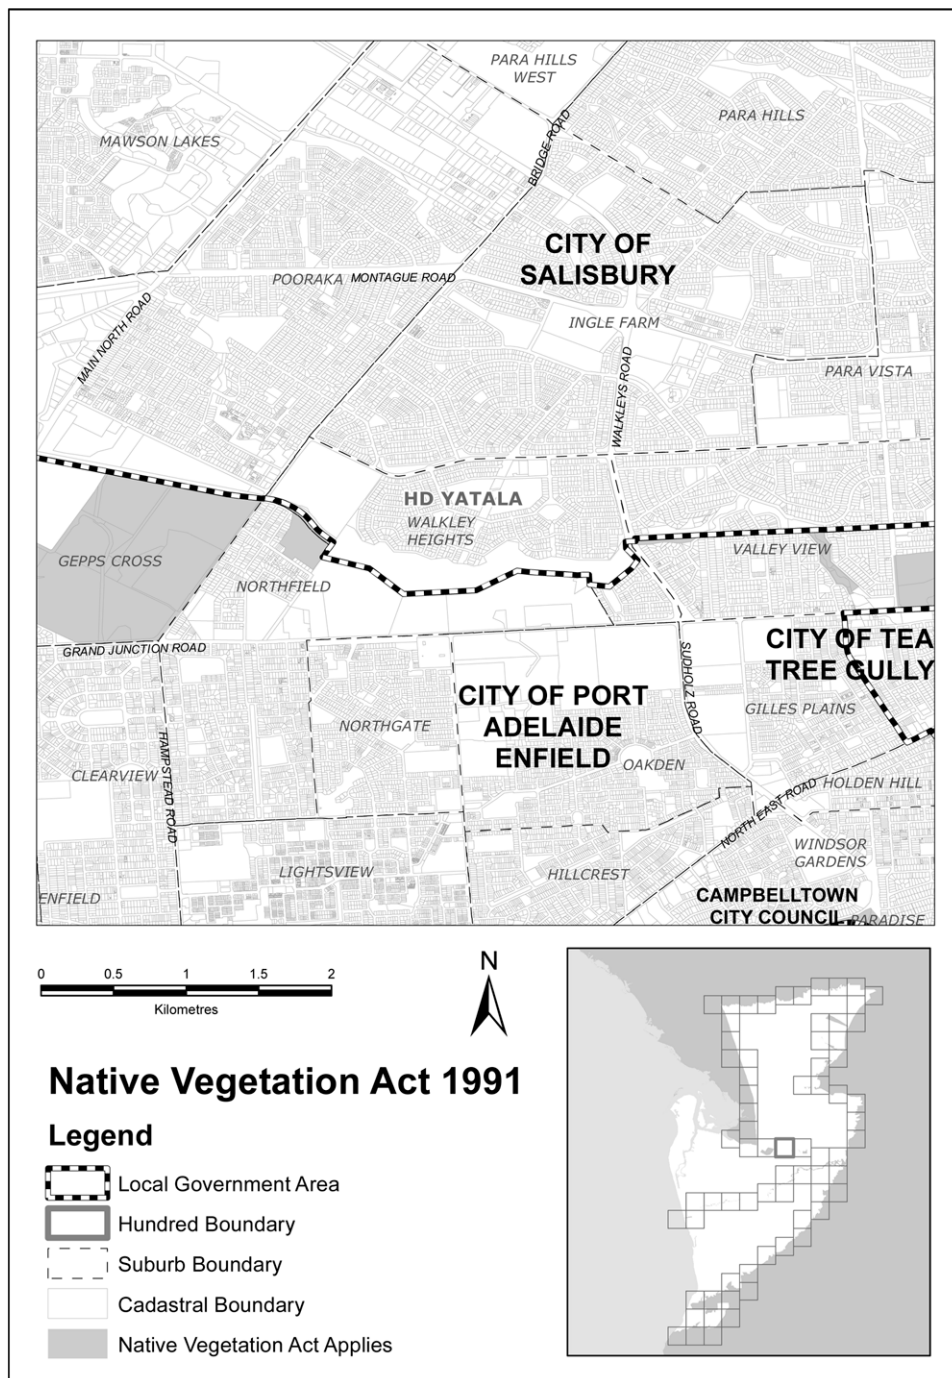 PARA HILLS
WEST
PARA HILLS
MAWSON LAKES
BRIDGE ROAD
CITY OF
SALISBURY
POORAKA
MONTAGUE ROAD
INGLE FARM
MAIN NORTH ROAD
WALKLEYS ROAD
PARA VISTA
HD YATALA
WALKLEY
HEIGHTS
GEPPS CROSS
NORTHFIELD
VALLEY VIEW
GRAND JUNCTION ROAD
CITY OF TEA
TREE GULLY
SUDHOLZ ROAD
CITY OF PORT
ADELAIDE
ENFIELD
GILLES PLAINS
NORTHGATE
HAMPSTEAD ROAD
CLEARVIEW
OAKDEN
HOLDEN HILL
NORTH EAST ROAD
WINDSOR
GARDENS
LIGHTSVIEW
HILLCREST
ENFIELD
CAMPBELLTOWN
CITY COUNCIL
PARADISE
0 0.5 1 1.5 2
Kilometres
N
Native Vegetation Act 1991
Legend
Local Government Area
Hundred Boundary
Suburb Boundary
Cadastral Boundary
Native Vegetation Act Applies